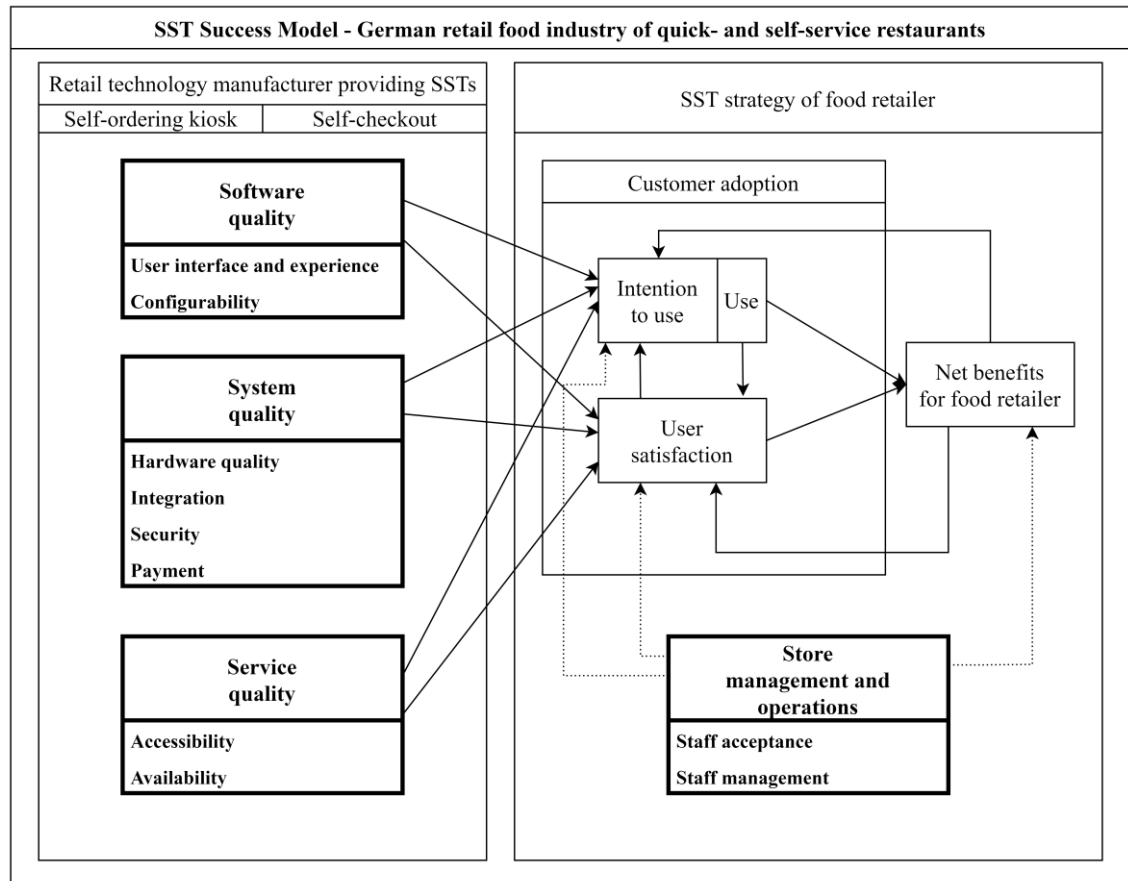 SST Success Model - German retail food industry of quick- and self-service restaurants
Retail technology manufacturer providing SSTs
Self-ordering kiosk
Self-checkout
Software
quality
User interface and experience
Configurability
System
quality
Hardware quality
Integration
Security
Payment
Service
quality
Accessibility
Availability
SST strategy of food retailer
Customer adoption
Intention
to use
Use
User
satisfaction
Net benefits
for food retailer
Store
management and
operations
Staff acceptance
Staff management